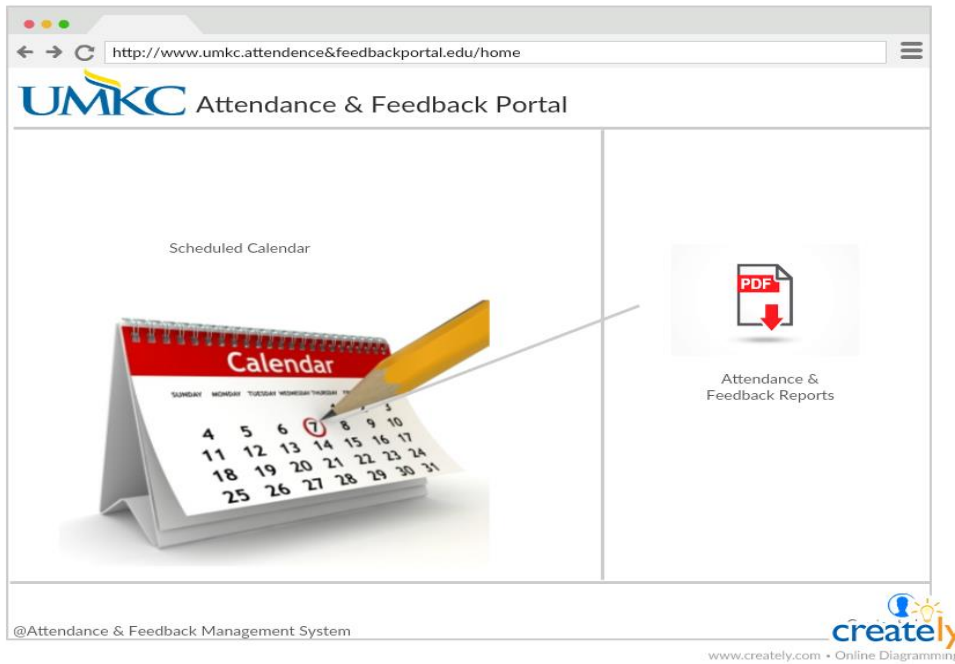 http://www.umkc.attendence&feedbackportal.edu/home
UMKC Attendance & Feedback Portal
Scheduled Calendar
Calendar
SUNDAY MONDAY TUESDAY WEDNESDAY THURSDAY
3
4 5 6 7 8 9 10
11 12 13 14 15 16 17
18 19 20 21 22 23 24
25 26 27 28 29 30 31
PDF
Attendance &
Feedback Reports
@Attendance & Feedback Management System
creately
www.creately.com • Online Diagramming